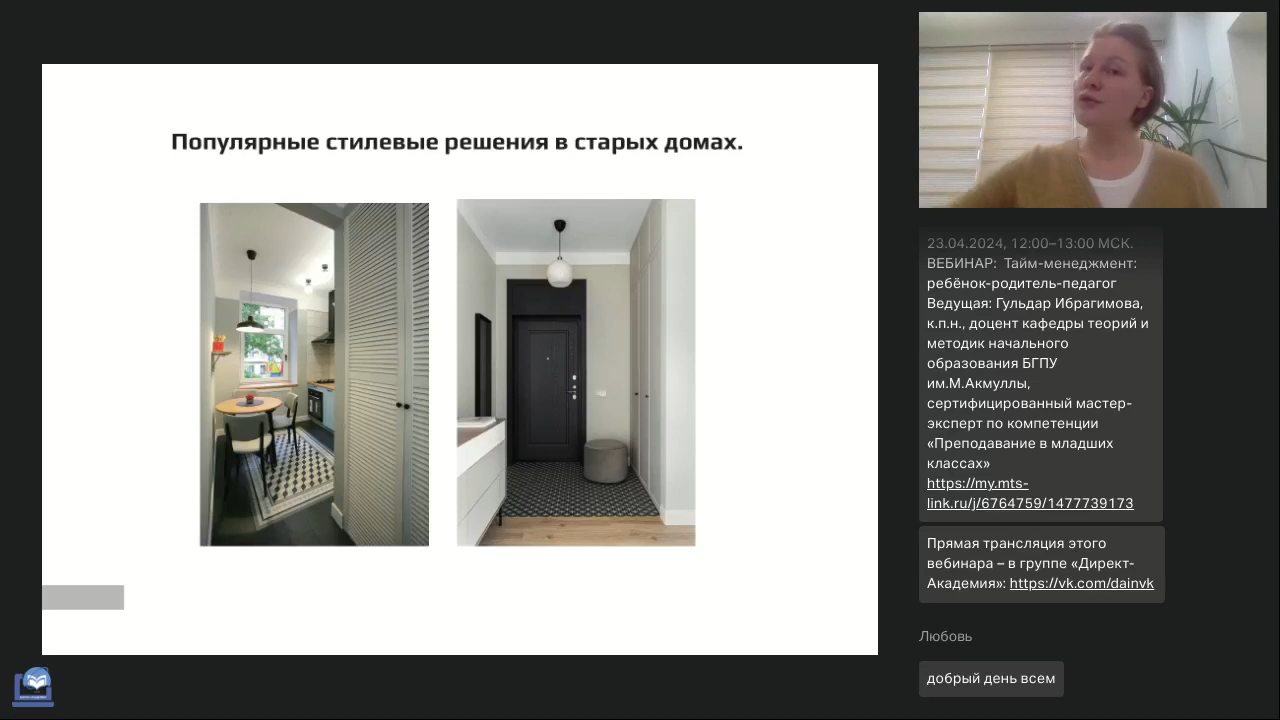 Популярные стилевые решения в старых домах.
23.04.2024, 12:00–13:00 МСК.
ВЕБИНАР: Тайм-менеджмент:
ребёнок-родитель-педагог
Ведущая: Гульдар Ибрагимова,
к.п.н., доцент кафедры теорий и
методик начального
образования БГПУ
им.М.Акмуллы,
сертифицированный мастер-
эксперт по компетенции
«Преподавание в младших
классах»
https://my.mts-
link.ru/j/6764759/1477739173
Прямая трансляция этого
вебинара – в группе «Директ-
Академия»: https://vk.com/dainvk
Любовь
добрый день всем